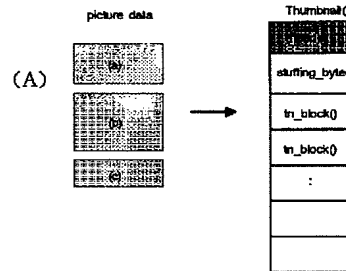 picture data
Thumbnail(
(A)
(a)
stuffing_byte
(b)
tn_block()
tn_block()
(c)
: